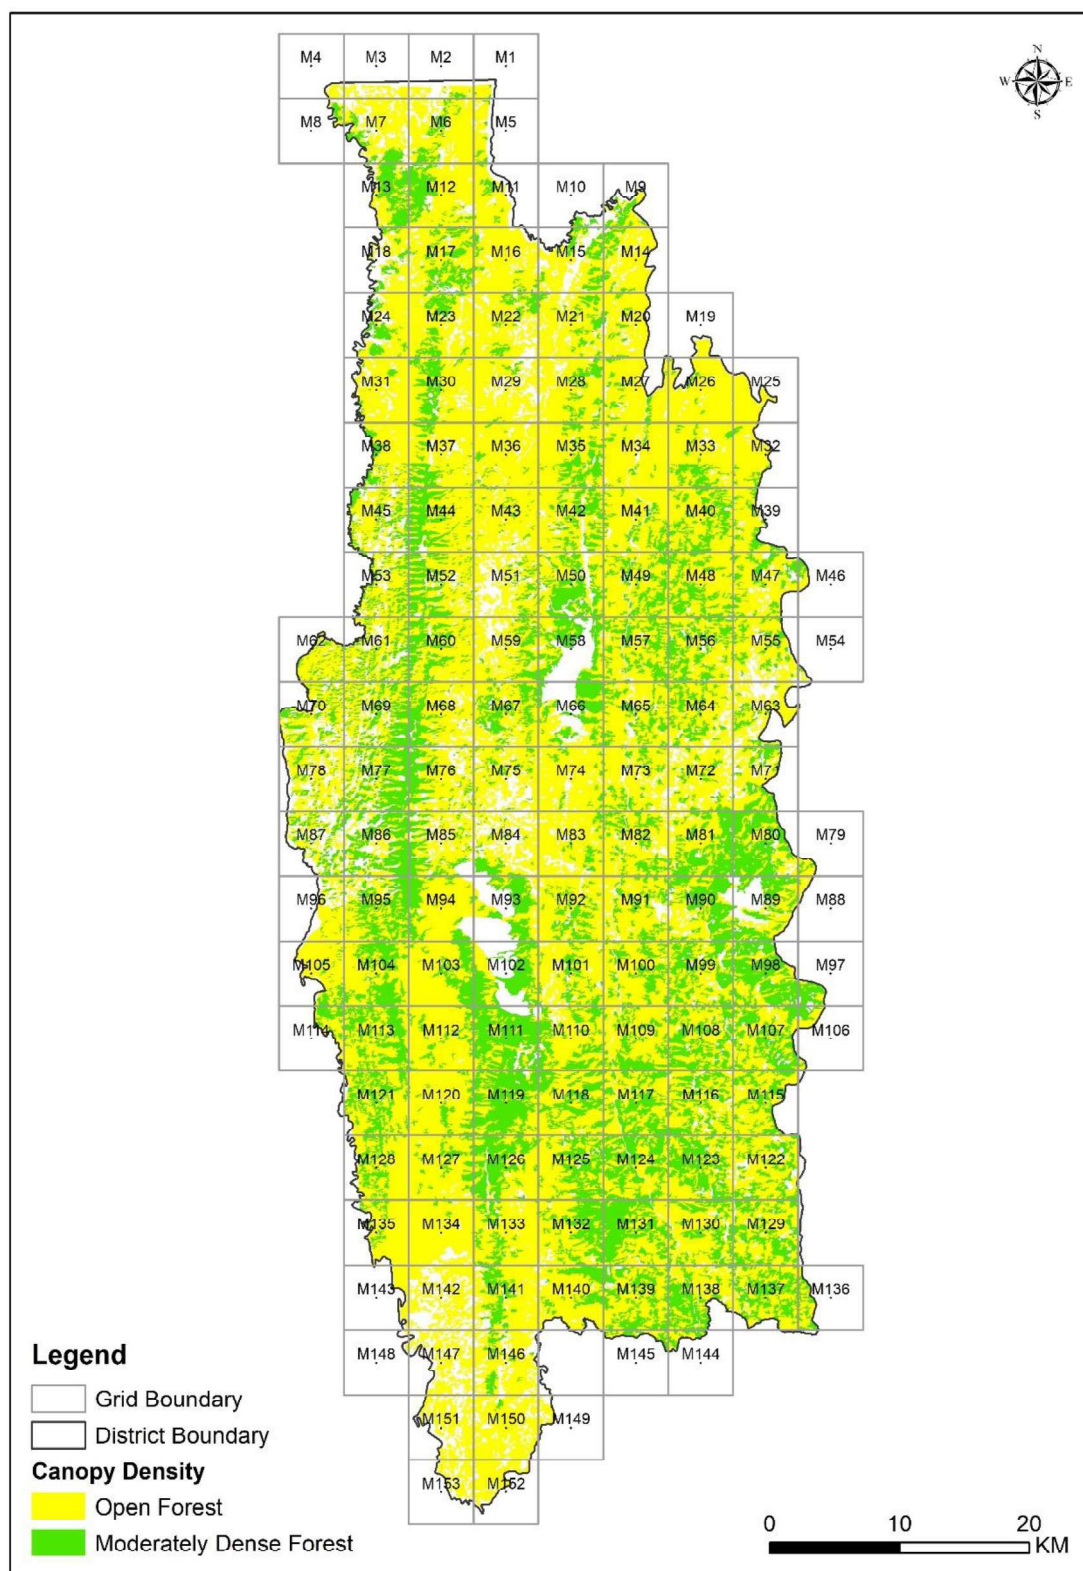 N
W E
S
M4 M3 M2 M1
M8 M7 M6 M5
M13 M12 M11 M10 M9
M18 M17 M16 M15 M14
M24 M23 M22 M21 M20 M19
M31 M30 M29 M28 M27 M26 M25
M38 M37 M36 M35 M34 M33 M32
M45 M44 M43 M42 M41 M40 M39
M53 M52 M51 M50 M49 M48 M47 M46
M62 M61 M60 M59 M58 M57 M56 M55 M54
M70 M69 M68 M67 M66 M65 M64 M63
M78 M77 M76 M75 M74 M73 M72 M71
M87 M86 M85 M84 M83 M82 M81 M80 M79
M96 M95 M94 M93 M92 M91 M90 M89 M88
M105 M104 M103 M102 M101 M100 M99 M98 M97
M114 M113 M112 M111 M110 M109 M108 M107 M106
M121 M120 M119 M118 M117 M116 M115
M128 M127 M126 M125 M124 M123 M122
M135 M134 M133 M132 M131 M130 M129
M143 M142 M141 M140 M139 M138 M137 M136
M148 M147 M146 M145 M144
M151 M150 M149
M153 M152
Legend
Grid Boundary
District Boundary
Canopy Density
Open Forest
Moderately Dense Forest
0 10 20
KM